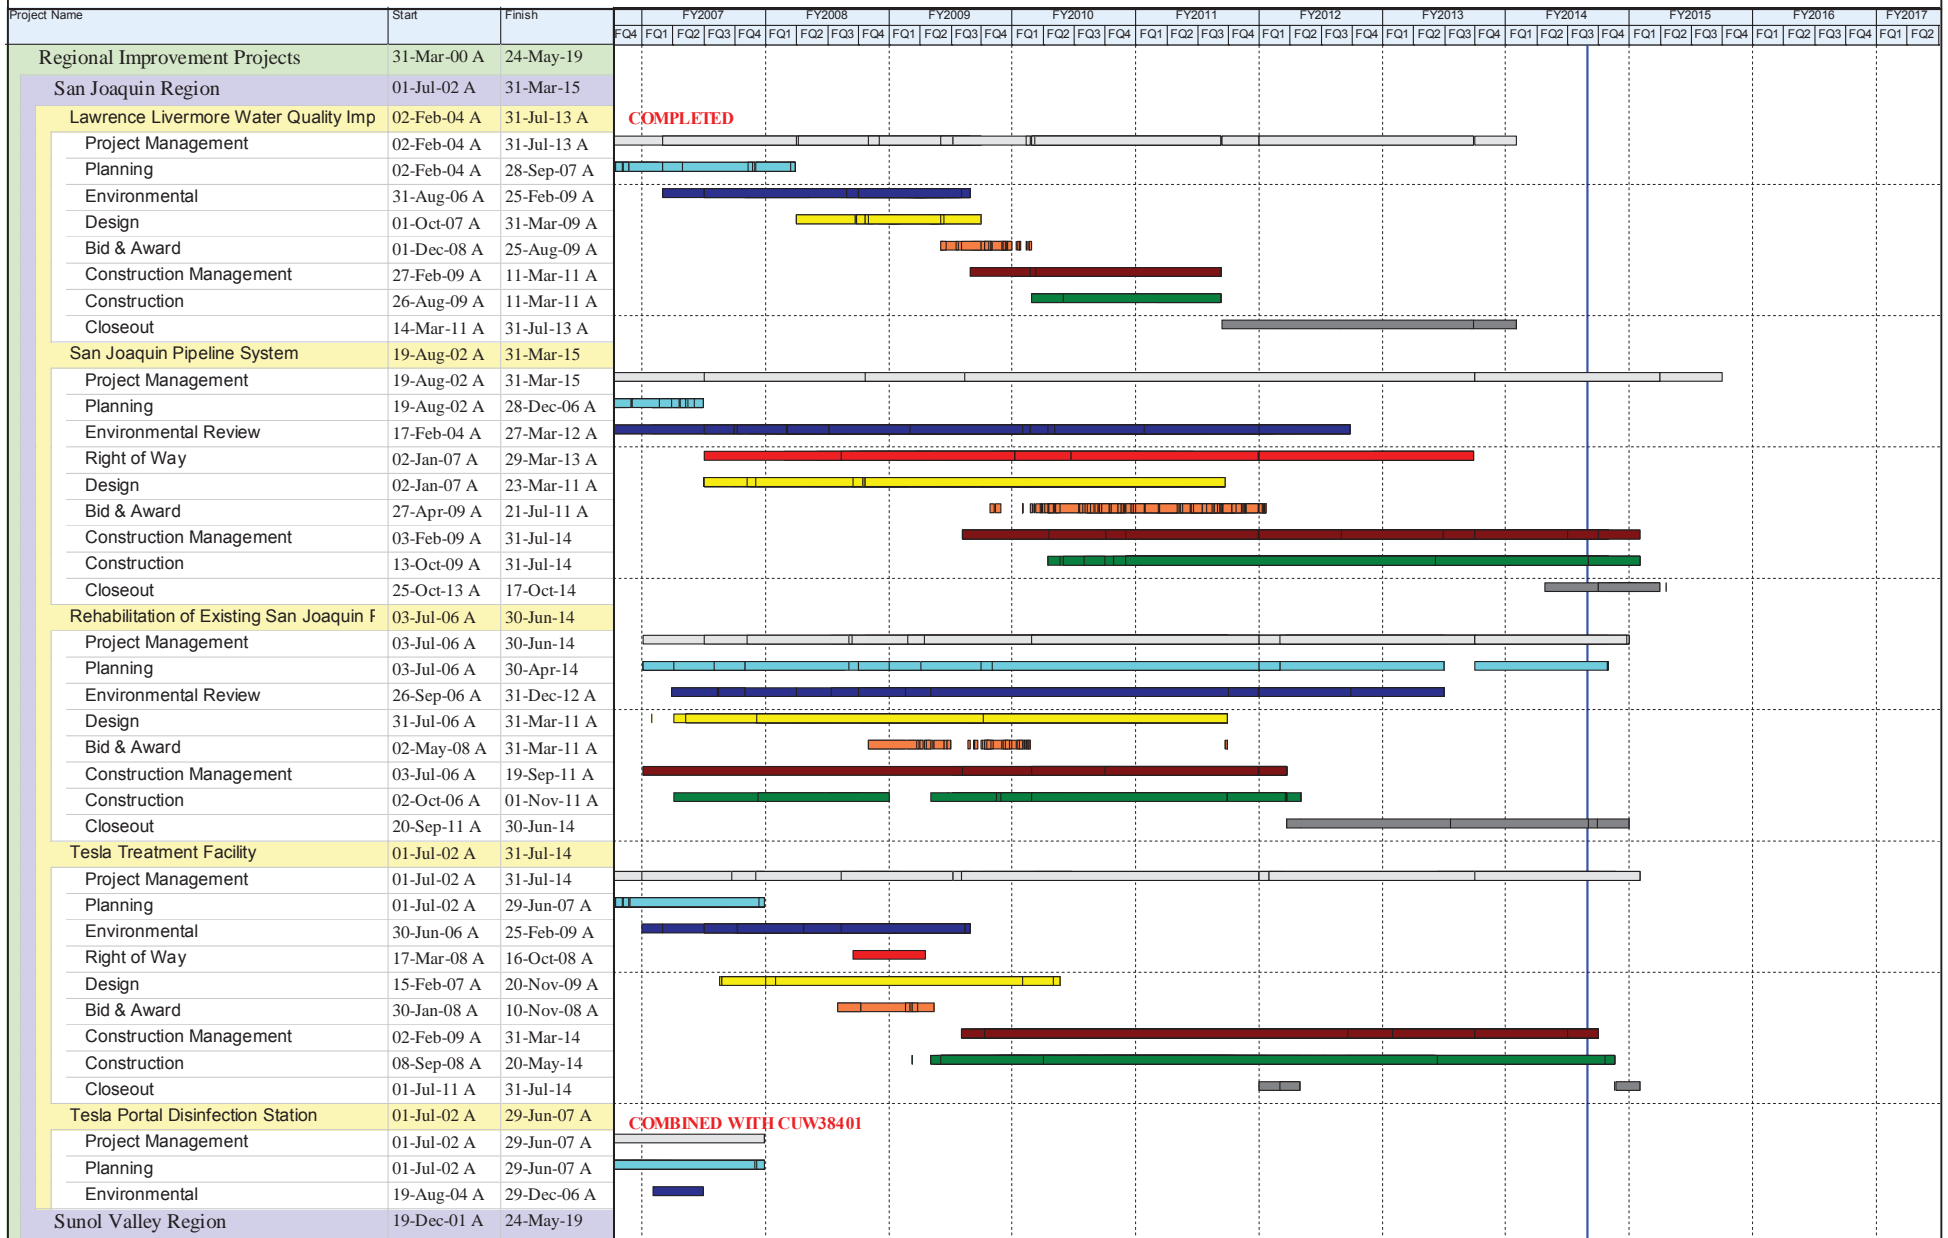 Project Name Start Finish FY2007 FY2008 FY2009 FY2010 FY2011 FY2012 FY2013 FY2014 FY2015 FY2016 FY2017
FQ4 FQ1 FQ2 FQ3 FQ4 FQ1 FQ2 FQ3 FQ4 FQ1 FQ2 FQ3 FQ4 FQ1 FQ2 FQ3 FQ4 FQ1 FQ2 FQ3 FQ4 FQ1 FQ2 FQ3 FQ4 FQ1 FQ2 FQ3 FQ4 FQ1 FQ2 FQ3 FQ4 FQ1 FQ2 FQ3 FQ4 FQ1 FQ2 FQ3 FQ4 FQ1 FQ2
Regional Improvement Projects 31-Mar-00 A 24-May-19
San Joaquin Region 01-Jul-02 A 31-Mar-15
Lawrence Livermore Water Quality Imp 02-Feb-04 A 31-Jul-13 A COMPLETED
Project Management 02-Feb-04 A 31-Jul-13 A
Planning 02-Feb-04 A 28-Sep-07 A
Environmental 31-Aug-06 A 25-Feb-09 A
Design 01-Oct-07 A 31-Mar-09 A
Bid & Award 01-Dec-08 A 25-Aug-09 A
Construction Management 27-Feb-09 A 11-Mar-11 A
Construction 26-Aug-09 A 11-Mar-11 A
Closeout 14-Mar-11 A 31-Jul-13 A
San Joaquin Pipeline System 19-Aug-02 A 31-Mar-15
Project Management 19-Aug-02 A 31-Mar-15
Planning 19-Aug-02 A 28-Dec-06 A
Environmental Review 17-Feb-04 A 27-Mar-12 A
Right of Way 02-Jan-07 A 29-Mar-13 A
Design 02-Jan-07 A 23-Mar-11 A
Bid & Award 27-Apr-09 A 21-Jul-11 A
Construction Management 03-Feb-09 A 31-Jul-14
Construction 13-Oct-09 A 31-Jul-14
Closeout 25-Oct-13 A 17-Oct-14
Rehabilitation of Existing San Joaquin 03-Jul-06 A 30-Jun-14
Project Management 03-Jul-06 A 30-Jun-14
Planning 03-Jul-06 A 30-Apr-14
Environmental Review 26-Sep-06 A 31-Dec-12 A
Design 31-Jul-06 A 31-Mar-11 A
Bid & Award 02-May-08 A 31-Mar-11 A
Construction Management 03-Jul-06 A 19-Sep-11 A
Construction 02-Oct-06 A 01-Nov-11 A
Closeout 20-Sep-11 A 30-Jun-14
Tesla Treatment Facility 01-Jul-02 A 31-Jul-14
Project Management 01-Jul-02 A 31-Jul-14
Planning 01-Jul-02 A 29-Jun-07 A
Environmental 30-Jun-06 A 25-Feb-09 A
Right of Way 17-Mar-08 A 16-Oct-08 A
Design 15-Feb-07 A 20-Nov-09 A
Bid & Award 30-Jan-08 A 10-Nov-08 A
Construction Management 02-Feb-09 A 31-Mar-14
Construction 08-Sep-08 A 20-May-14
Closeout 01-Jul-11 A 31-Jul-14
Tesla Portal Disinfection Station 01-Jul-02 A 29-Jun-07 A COMBINED WITH CUW38401
Project Management 01-Jul-02 A 29-Jun-07 A
Planning 01-Jul-02 A 29-Jun-07 A
Environmental 19-Aug-04 A 29-Dec-06 A
Sunol Valley Region 19-Dec-01 A 24-May-19